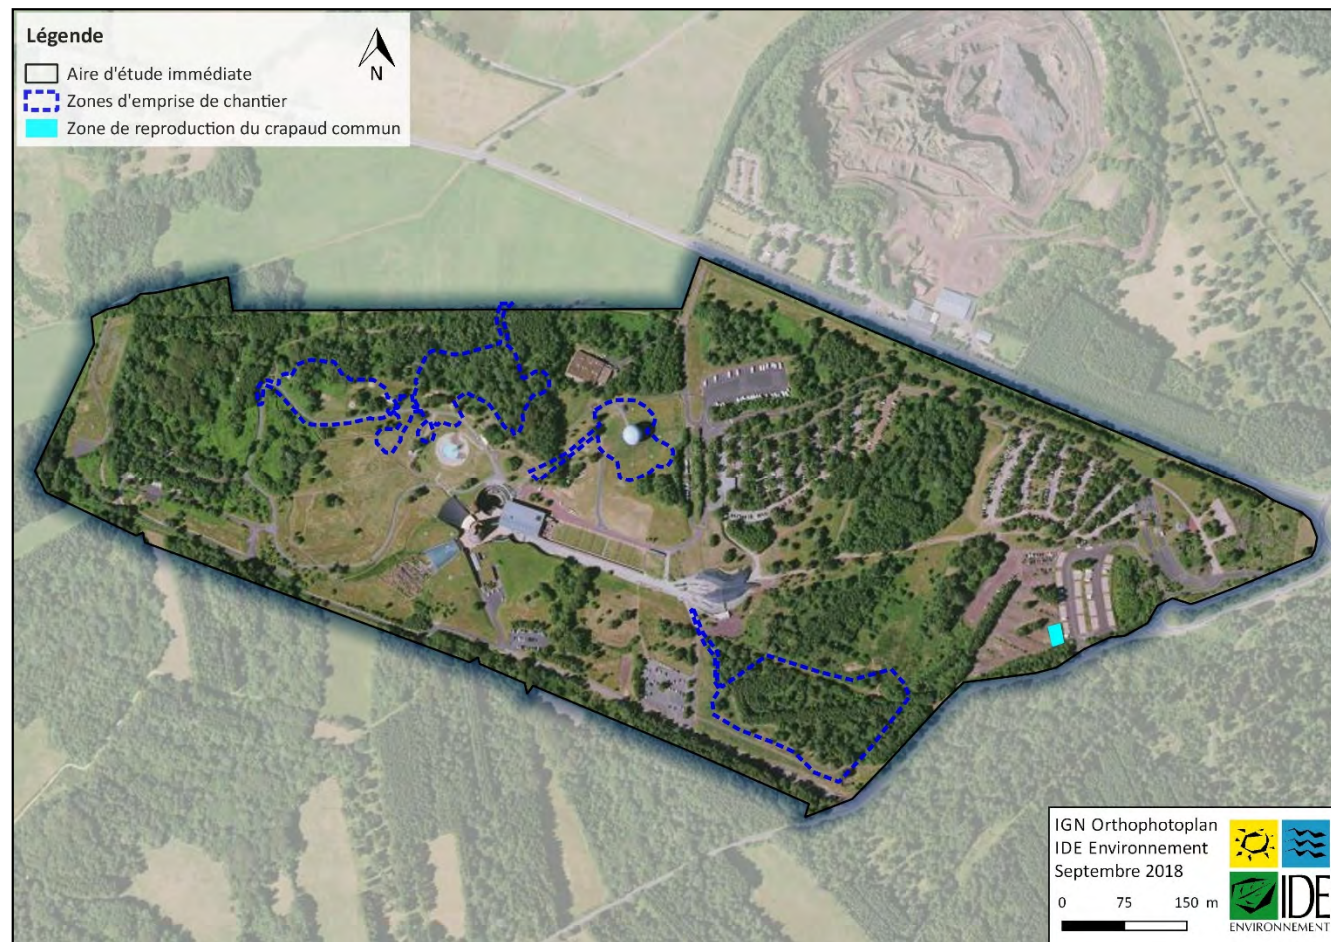 Légende
N
Aire d'étude immédiate
Zones d'emprise de chantier
Zone de reproduction du crapaud commun
IGN Orthophotoplan
IDE Environnement
Septembre 2018
0 75 150 m
IDE
ENVIRONNEMENT